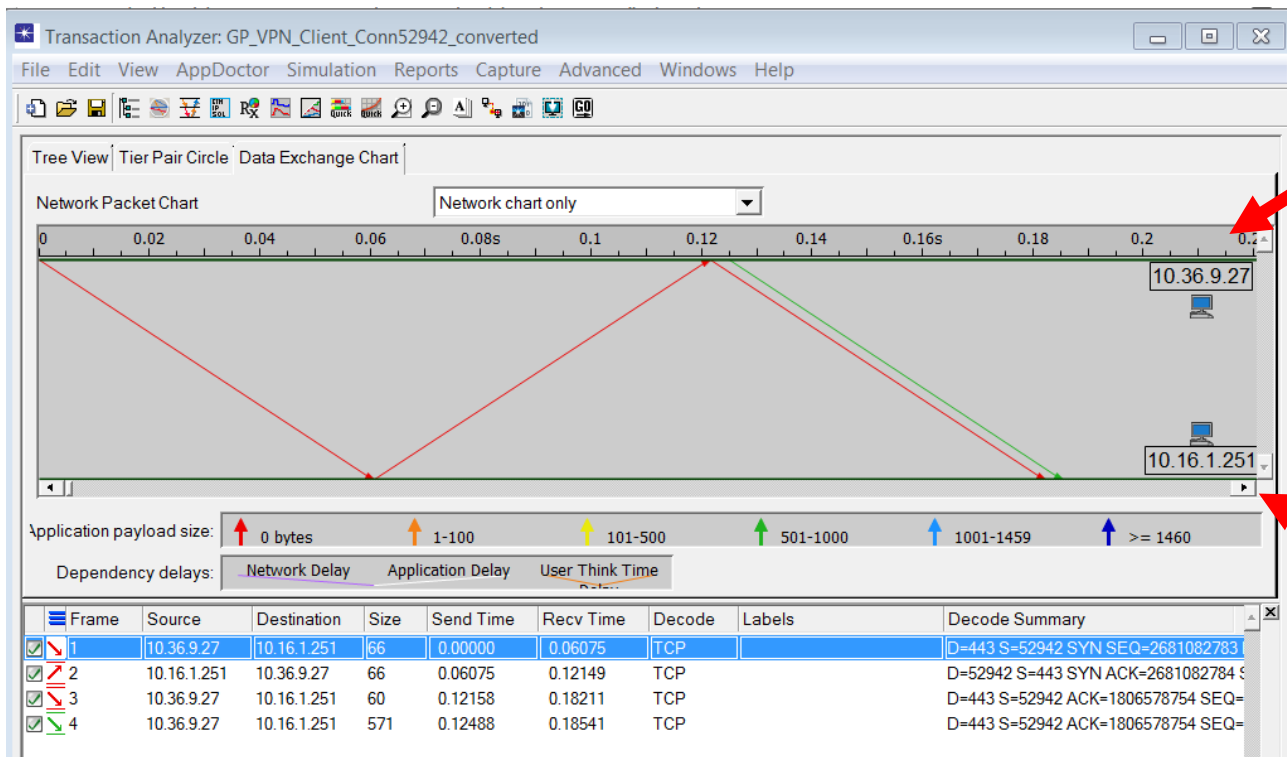 Transaction Analyzer: GP_VPN_Client_Conn52942_converted
File Edit View AppDoctor Simulation Reports Capture Advanced Windows Help
Tree View Tier Pair Circle Data Exchange Chart
Network Packet Chart Network chart only
0 0.02 0.04 0.06 0.08s 0.1 0.12 0.14 0.16s 0.18 0.2
10.36.9.27
10.16.1.251
Application payload size: 0 bytes 1-100 101-500 501-1000 1001-1459 >= 1460
Dependency delays: Network Delay Application Delay User Think Time
Frame Source Destination Size Send Time Recv Time Decode Labels Decode Summary
1 10.36.9.27 10.16.1.251 66 0.00000 0.06075 TCP D=443 S=52942 SYN SEQ=2681082783
2 10.16.1.251 10.36.9.27 66 0.06075 0.12149 TCP D=52942 S=443 SYN ACK=2681082784
3 10.36.9.27 10.16.1.251 60 0.12158 0.18211 TCP D=443 S=52942 ACK=1806578754 SEQ=
4 10.36.9.27 10.16.1.251 571 0.12488 0.18541 TCP D=443 S=52942 ACK=1806578754 SEQ=